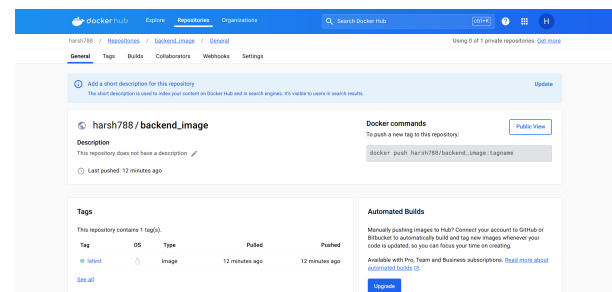 dockerhub Explore Repositories Organizations Search Docker Hub ctrl+K ? H
harsh788 / Repositories / backend_image / General Using 0 of 1 private repositories. Get more
General Tags Builds Collaborators Webhooks Settings
Add a short description for this repository Update
The short description is used to index your content on Docker Hub and in search engines. It's visible to users in search results.
harsh788 / backend_image
Description
This repository does not have a description
Last pushed: 12 minutes ago
Docker commands
To push a new tag to this repository:
Public View
docker push harsh788/backend_image:tagname
Tags
This repository contains 1 tag(s).
Tag OS Type Pulled Pushed
latest Image 12 minutes ago 12 minutes ago
See all
Automated Builds
Manually pushing images to Hub? Connect your account to GitHub or
Bitbucket to automatically build and tag new images whenever your
code is updated, so you can focus your time on creating.
Available with Pro, Team and Business subscriptions. Read more about
automated builds
Upgrade